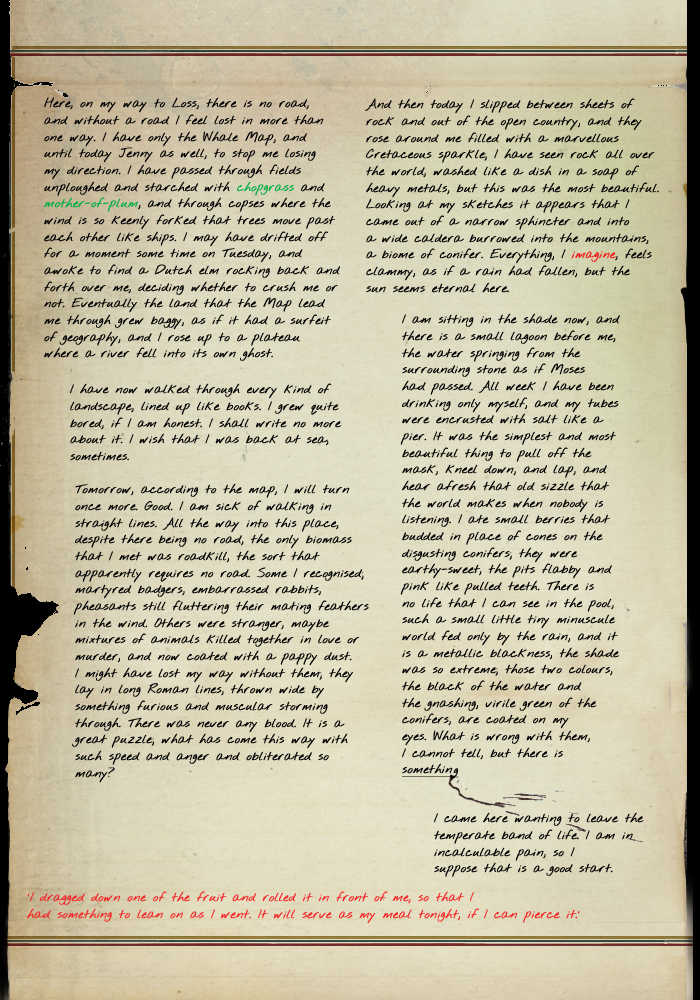 Here, on my way to Loss, there is no road,
and without a road I feel lost in more than
one way. I have only the Whale Map, and
until today Jenny as well, to stop me losing
my direction. I have passed through fields
unploughed and starched with chopgrass and
mother-of-plum, and through copses where the
wind is so keenly forked that trees move past
each other like ships. I may have drifted off
for a moment some time on Tuesday, and
awoke to find a Dutch elm rocking back and
forth over me, deciding whether to crush me or
not. Eventually the land that the Map lead
me through grew baggy, as if it had a surfeit
of geography, and I rose up to a plateau
where a river fell into its own ghost.
I have now walked through every kind of
landscape, lined up like books. I grew quite
bored, if I am honest. I shall write no more
about it. I wish that I was back at sea,
sometimes.
Tomorrow, according to the map, I will turn
once more. Good. I am sick of walking in
straight lines. All the way into this place,
despite there being no road, the only biomass
that I met was roadkill, the sort that
apparently requires no road. Some I recognised,
martyred badgers, embarrassed rabbits,
pheasants still fluttering their mating feathers
in the wind. Others were stranger, maybe
mixtures of animals killed together in love or
murder, and now coated with a pappy dust.
I might have lost my way without them, they
lay in long Roman lines, thrown wide by
something furious and muscular storming
through. There was never any blood. It is a
great puzzle, what has come this way with
such speed and anger and obliterated so
many?
And then today I slipped between sheets of
rock and out of the open country, and they
rose around me filled with a marvellous
Cretaceous sparkle, I have seen rock all over
the world, washed like a dish in a soap of
heavy metals, but this was the most beautiful.
Looking at my sketches it appears that I
came out of a narrow sphincter and into
a wide caldera burrowed into the mountains,
a biome of conifer. Everything, I imagine, feels
clammy, as if a rain had fallen, but the
sun seems eternal here.
I am sitting in the shade now, and
there is a small lagoon before me,
the water springing from the
surrounding stone as if Moses
had passed. All week I have been
drinking only myself, and my tubes
were encrusted with salt like a
pier. It was the simplest and most
beautiful thing to pull off the
mask, kneel down, and lap, and
hear afresh that old sizzle that
the world makes when nobody is
listening. I ate small berries that
budded in place of cones on the
disgusting conifers, they were
earthy-sweet, the pits flabby and
pink like pulled teeth. There is
no life that I can see in the pool,
such a small little tiny minuscule
world fed only by the rain, and it
is a metallic blackness, the shade
was so extreme, those two colours,
the black of the water and
the gnashing, virile green of the
conifers, are coated on my
eyes. What is wrong with them,
I cannot tell, but there is
something
I came here wanting to leave the
temperate band of life. I am in
incalculable pain, so I
suppose that is a good start.
'I dragged down one of the fruit and rolled it in front of me, so that I
had something to lean on as I went. It will serve as my meal tonight, if I can pierce it.'